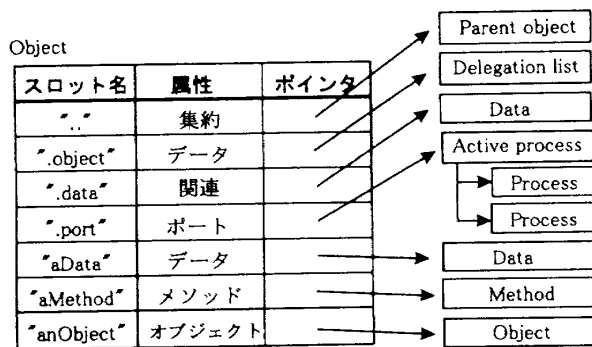 Object
スロット名 属性 ポインタ
".." 集約
".object" データ
".data" 関連
".port" ポート
"aData" データ
"aMethod" メソッド
"anObject" オブジェクト
Parent object
Delegation list
Data
Active process
Process
Process
Data
Method
Object